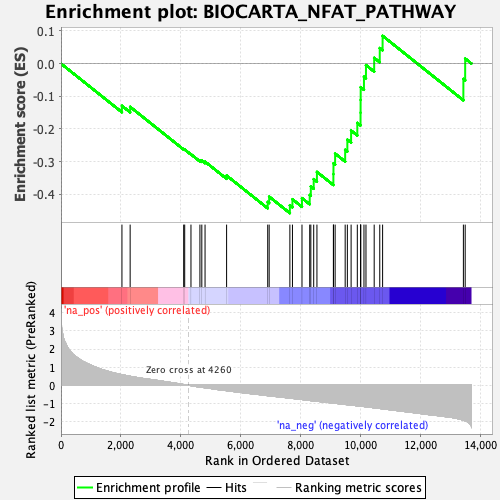 Enrichment plot: BIOCARTA_NFAT_PATHWAY
Enrichment score (ES)
0.1
0.0
-0.1
-0.2
-0.3
-0.4
'na_pos' (positively correlated)
Ranked list metric (PreRanked)
4
3
2
1
0
-1
-2
Zero cross at 4260
'na_neg' (negatively correlated)
0
2,000
4,000
6,000
8,000
10,000
12,000
14,000
Rank in Ordered Dataset
Enrichment profile
Hits
Ranking metric scores